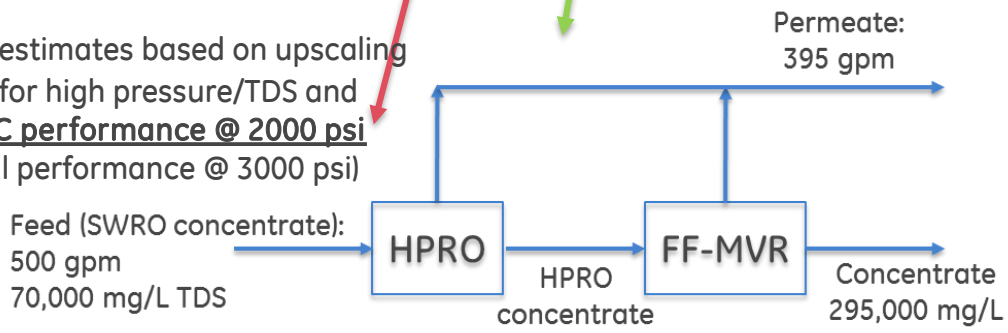 estimates based on upscaling
for high pressure/TDS and
C performance @ 2000 psi
l performance @ 3000 psi)
Permeate:
395 gpm
Feed (SWRO concentrate):
500 gpm
70,000 mg/L TDS
HPRO
HPRO
concentrate
FF-MVR
Concentrate
295,000 mg/L